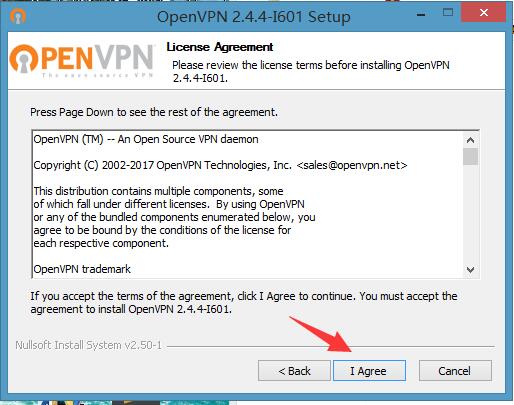 OpenVPN 2.4.4-I601 Setup
OPENVPN
The open source VPN
License Agreement
Please review the license terms before installing OpenVPN
2.4.4-I601.
Press Page Down to see the rest of the agreement.
OpenVPN (TM) -- An Open Source VPN daemon
Copyright (C) 2002-2017 OpenVPN Technologies, Inc. <sales@openvpn.net>
This distribution contains multiple components, some
of which fall under different licenses.  By using OpenVPN
or any of the bundled components enumerated below, you
agree to be bound by the conditions of the license for
each respective component.
OpenVPN trademark
If you accept the terms of the agreement, click I Agree to continue. You must accept the
agreement to install OpenVPN 2.4.4-I601.
Nullsoft Install System v2.50-1
< Back
I Agree
Cancel